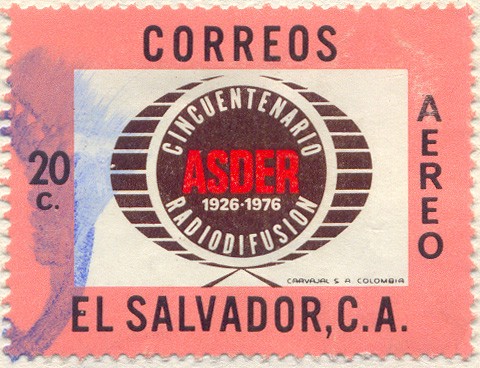 CORREOS
AEREO
20
C.
CINCUENTENARIO
ASDER
1926-1976
RADIODIFUSION
CARVAJAL S. A. COLOMBIA
EL SALVADOR, C.A.